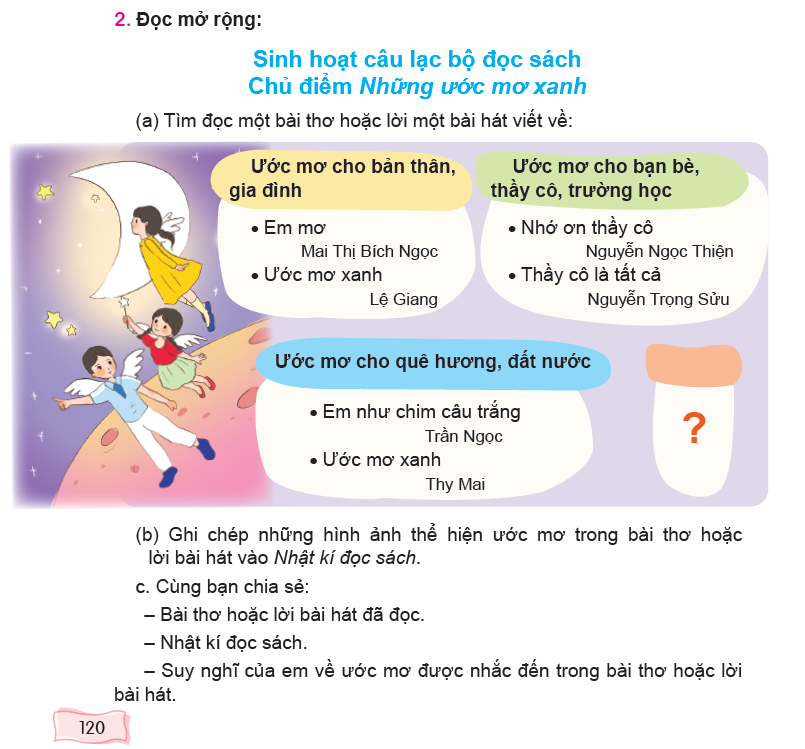 2. Đọc mở rộng:
Sinh hoạt câu lạc bộ đọc sách
Chủ điểm Những ước mơ xanh
(a) Tìm đọc một bài thơ hoặc lời một bài hát viết về:
Ước mơ cho bản thân,
gia đình
• Em mơ
Mai Thị Bích Ngọc
• Ước mơ xanh
Lệ Giang
Ước mơ cho bạn bè,
thầy cô, trường học
• Nhớ ơn thầy cô
Nguyễn Ngọc Thiện
• Thầy cô là tất cả
Nguyễn Trọng Sửu
Ước mơ cho quê hương, đất nước
• Em như chim câu trắng
Trần Ngọc
• Ước mơ xanh
Thy Mai
?
(b) Ghi chép những hình ảnh thể hiện ước mơ trong bài thơ hoặc
lời bài hát vào Nhật kí đọc sách.
c. Cùng bạn chia sẻ:
– Bài thơ hoặc lời bài hát đã đọc.
– Nhật kí đọc sách.
– Suy nghĩ của em về ước mơ được nhắc đến trong bài thơ hoặc lời
bài hát.
120